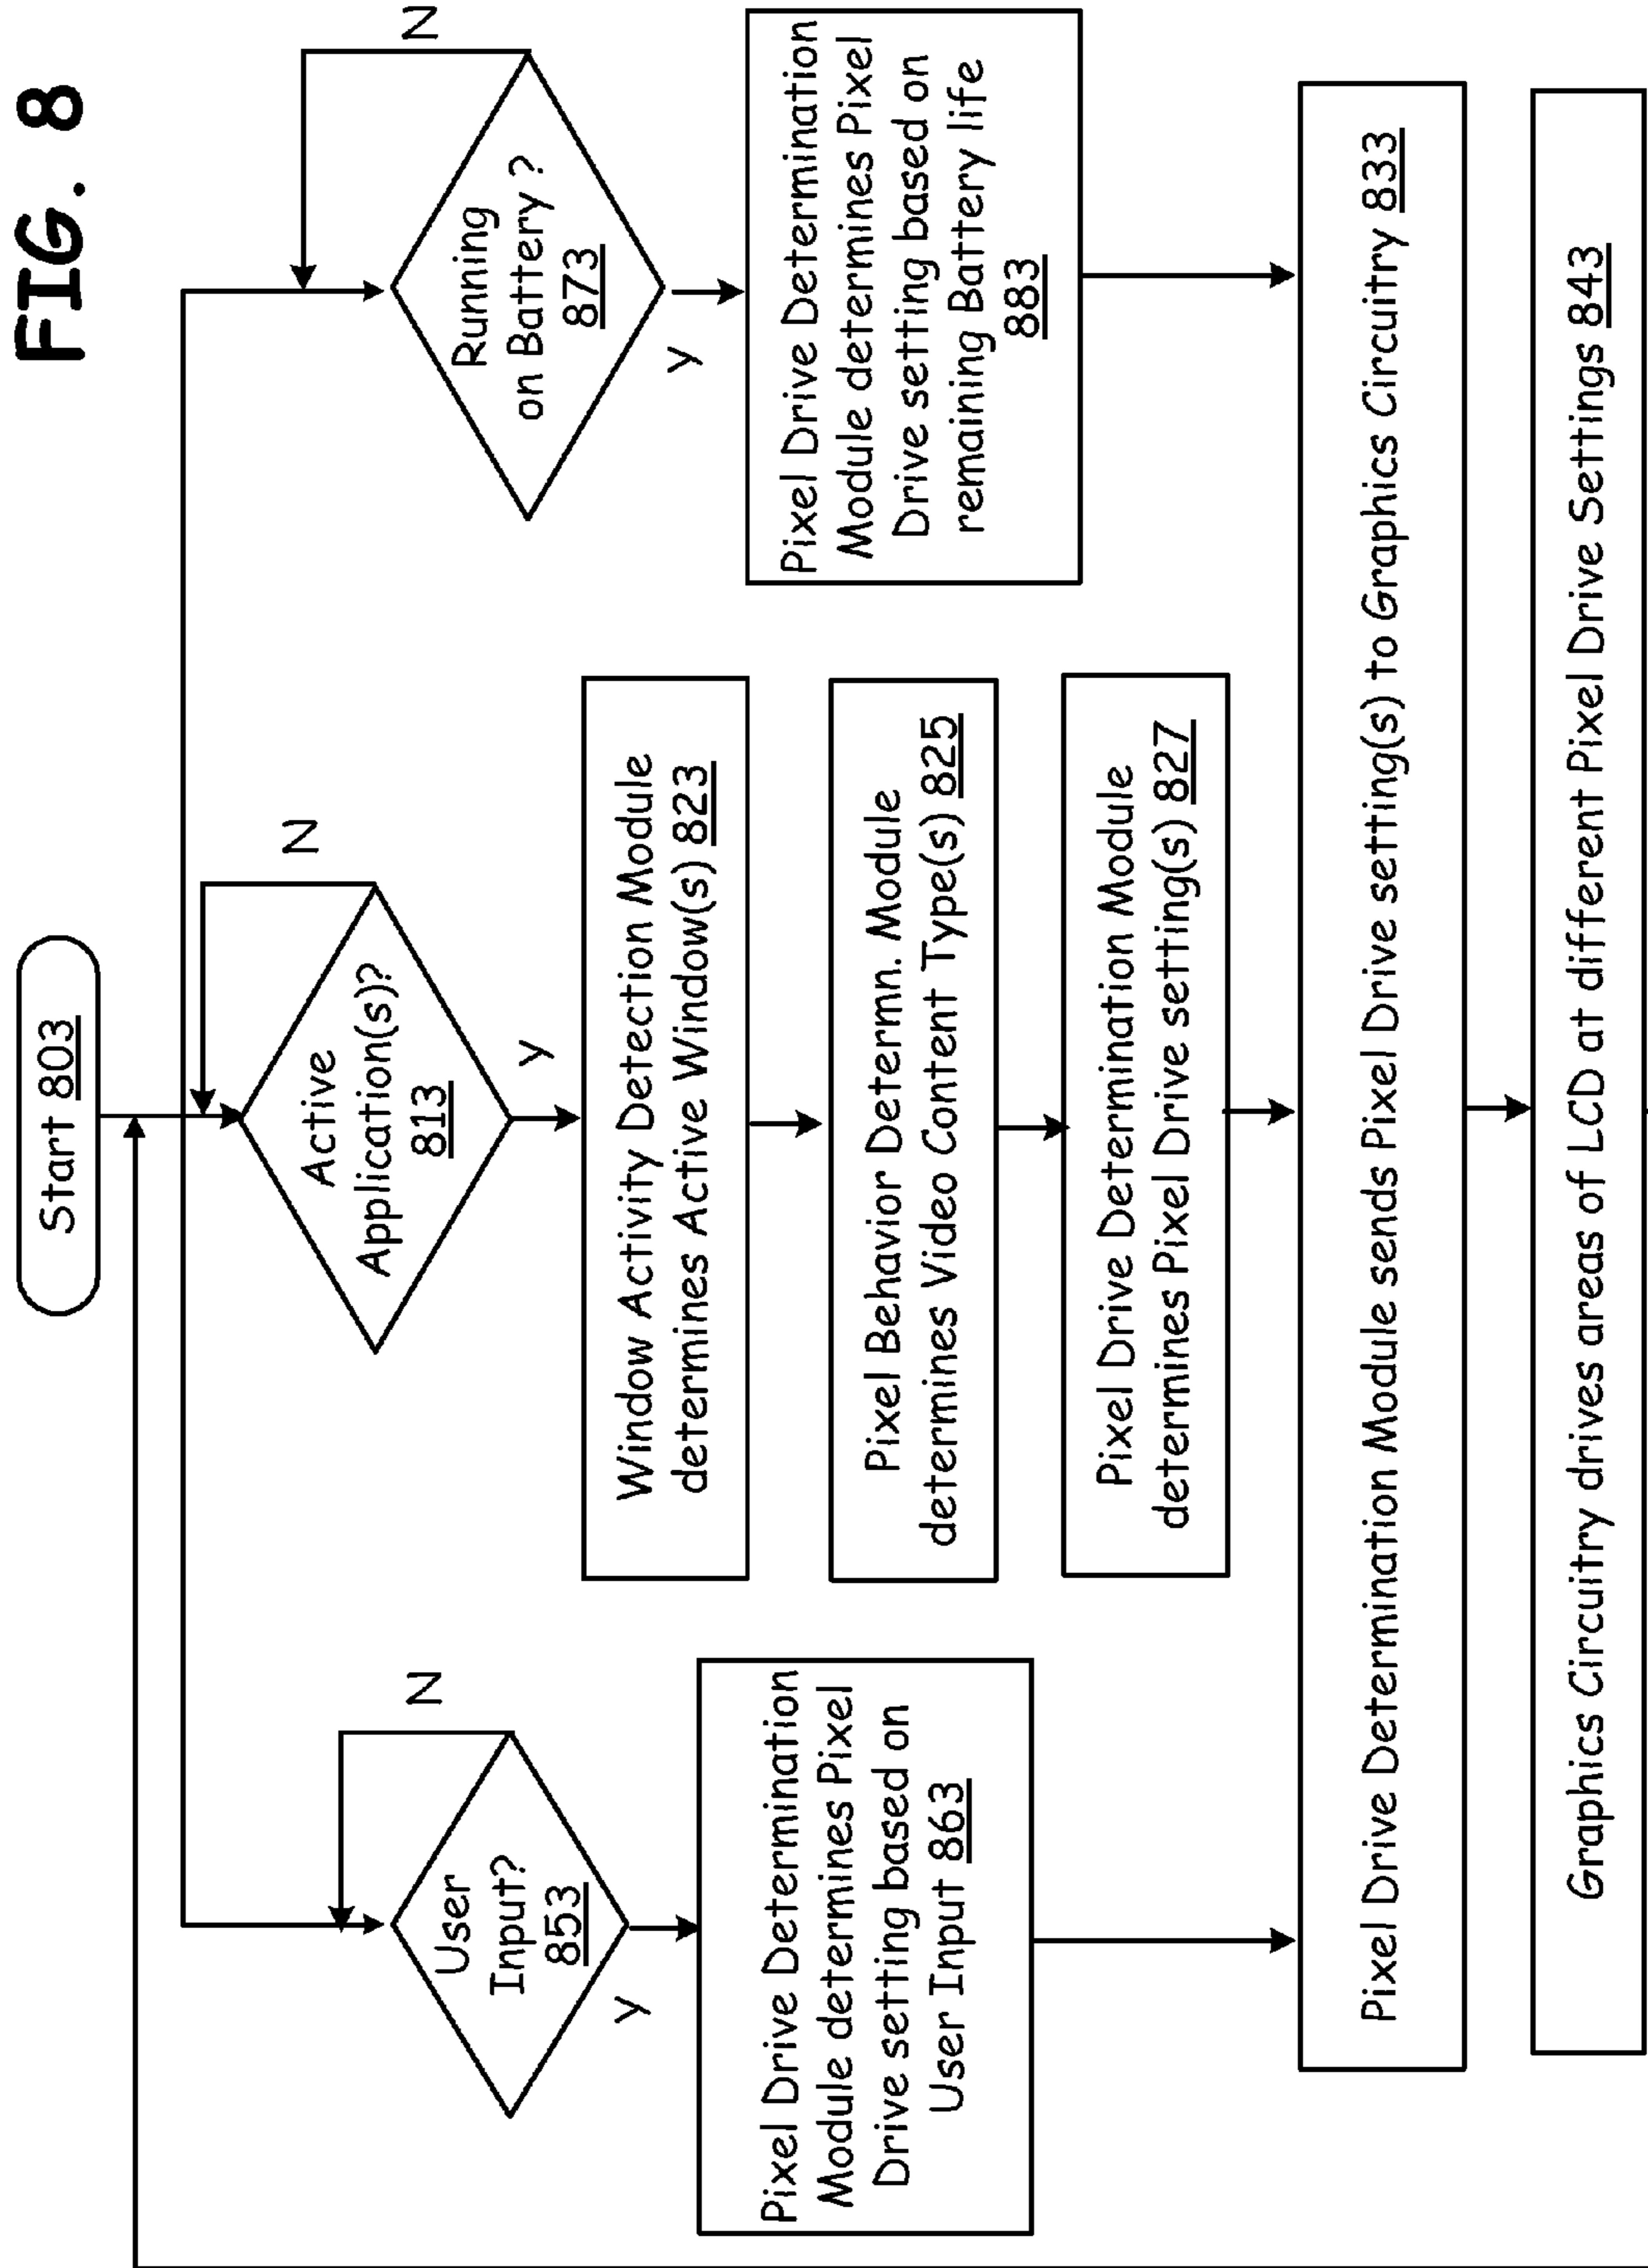 FIG. 8
Start 803
User
Input?
853
N
y
Pixel Drive Determination
Module determines Pixel
Drive setting based on
User Input 863
Active
Application(s)?
813
N
y
Window Activity Detection Module
determines Active Window(s) 823
Pixel Behavior Determn. Module
determines Video Content Type(s) 825
Pixel Drive Determination Module
determines Pixel Drive setting(s) 827
Running
on Battery ?
873
N
y
Pixel Drive Determination
Module determines Pixel
Drive setting based on
remaining Battery life
883
Pixel Drive Determination Module sends Pixel Drive setting(s) to Graphics Circuitry 833
Graphics Circuitry drives areas of LCD at different Pixel Drive Settings 843